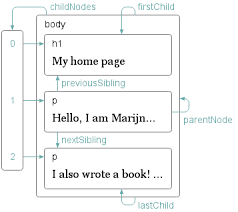 childNodes firstChild
body
0 h1
My home page
previousSibling
1 p
Hello, I am Marijn...
parentNode
nextSibling
2 p
I also wrote a book! ...
lastChild